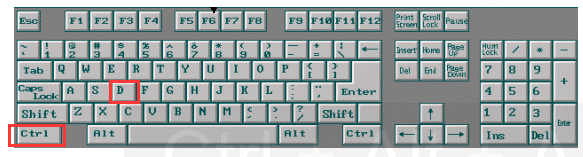 Esc F1 F2 F3 F4 F5 F6 F7 F8 F9 F10 F11 F12 Print Screen Scroll Lock Pause
~ ` ! 1 @ 2 # 3 $ 4 % 5 ^ 6 & 7 * 8 ( 9 ) 0 _ - + = | \ ← Insert Home Page Up Num Lock / * -
Tab Q W E R T Y U I O P { [ } ] Del End Page Down 7 8 9 +
Caps Lock A S D F G H J K L : ; " ' Enter 4 5 6
Shift Z X C V B N M < , > . ? / Shift ↑ 1 2 3 Enter
Ctrl Alt Alt Ctrl ← ↓ → Ins Del